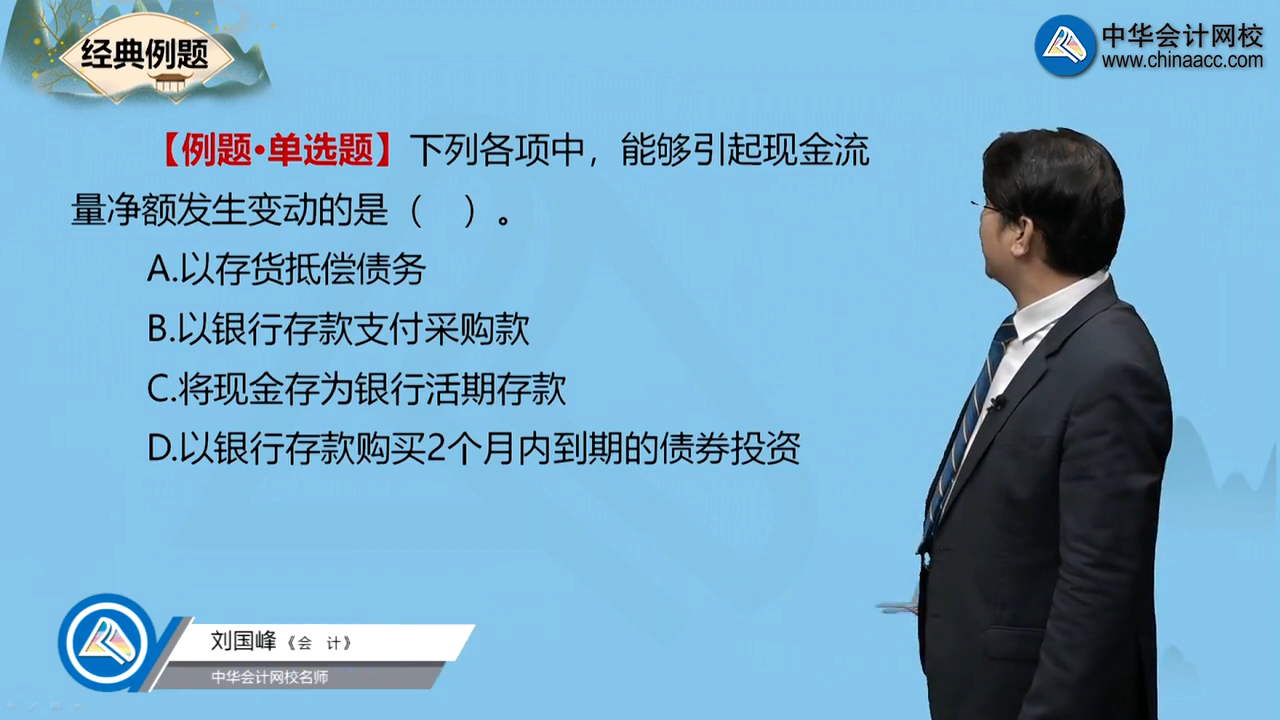 经典例题
中华会计网校
www.chinaacc.com
【例题•单选题】下列各项中，能够引起现金流
量净额发生变动的是（　）。
A.以存货抵偿债务
B.以银行存款支付采购款
C.将现金存为银行活期存款
D.以银行存款购买2个月内到期的债券投资
刘国峰《会 计》
中华会计网校名师